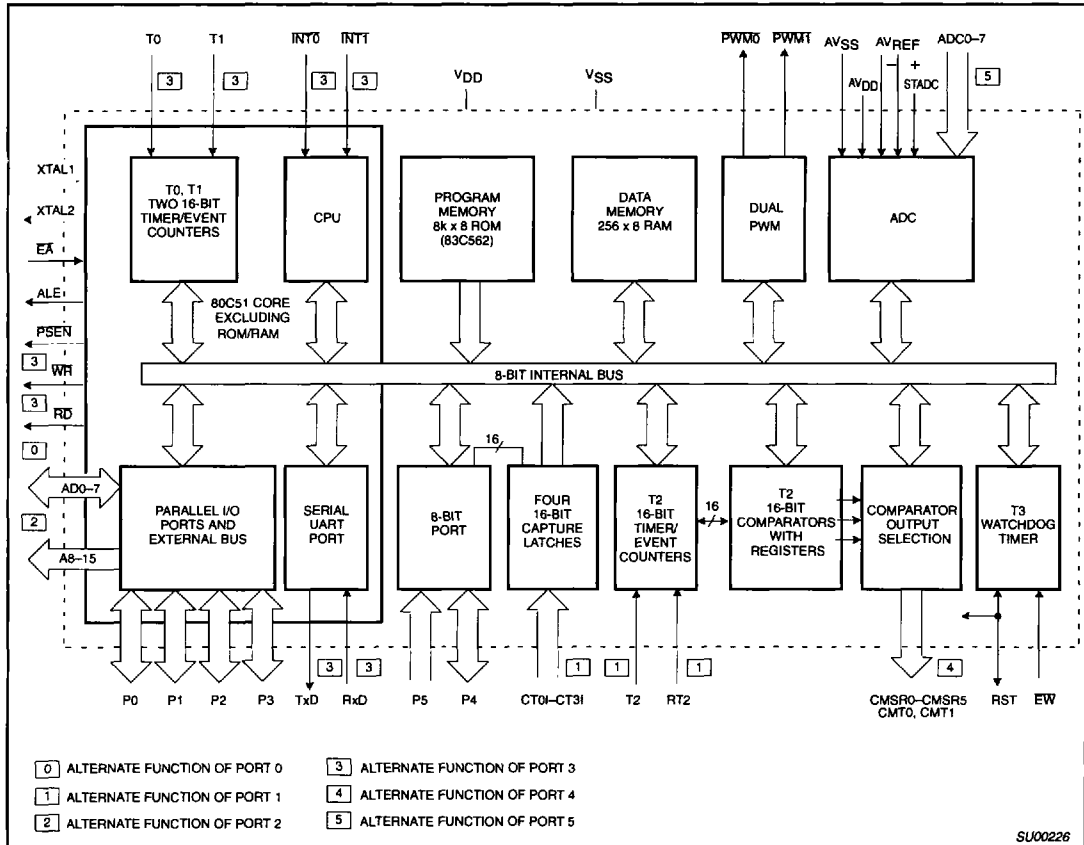 T0 T1 INT0 INT1 PWM0 PWM1 AVSS AVREF ADC0–7
3 3 3 3 VDD VSS AVDD – + STADC 5
XTAL1
XTAL2
EA
ALE
PSEN
3 WR
3 RD
0
AD0–7
2
A8–15
T0, T1
TWO 16-BIT
TIMER/EVENT
COUNTERS
CPU
PROGRAM
MEMORY
8k x 8 ROM
(83C562)
DATA
MEMORY
256 x 8 RAM
DUAL
PWM
ADC
80C51 CORE
EXCLUDING
ROM/RAM
8-BIT INTERNAL BUS
PARALLEL I/O
PORTS AND
EXTERNAL BUS
SERIAL
UART
PORT
8-BIT
PORT
16
FOUR
16-BIT
CAPTURE
LATCHES
T2
16-BIT
TIMER/
EVENT
COUNTERS
16
T2
16-BIT
COMPARATORS
WITH
REGISTERS
COMPARATOR
OUTPUT
SELECTION
T3
WATCHDOG
TIMER
3 3 1 1 1 4
P0 P1 P2 P3 TxD RxD P5 P4 CT0I–CT3I T2 RT2 CMSR0–CMSR5 RST EW
CMT0, CMT1
0 ALTERNATE FUNCTION OF PORT 0
1 ALTERNATE FUNCTION OF PORT 1
2 ALTERNATE FUNCTION OF PORT 2
3 ALTERNATE FUNCTION OF PORT 3
4 ALTERNATE FUNCTION OF PORT 4
5 ALTERNATE FUNCTION OF PORT 5
SU00226